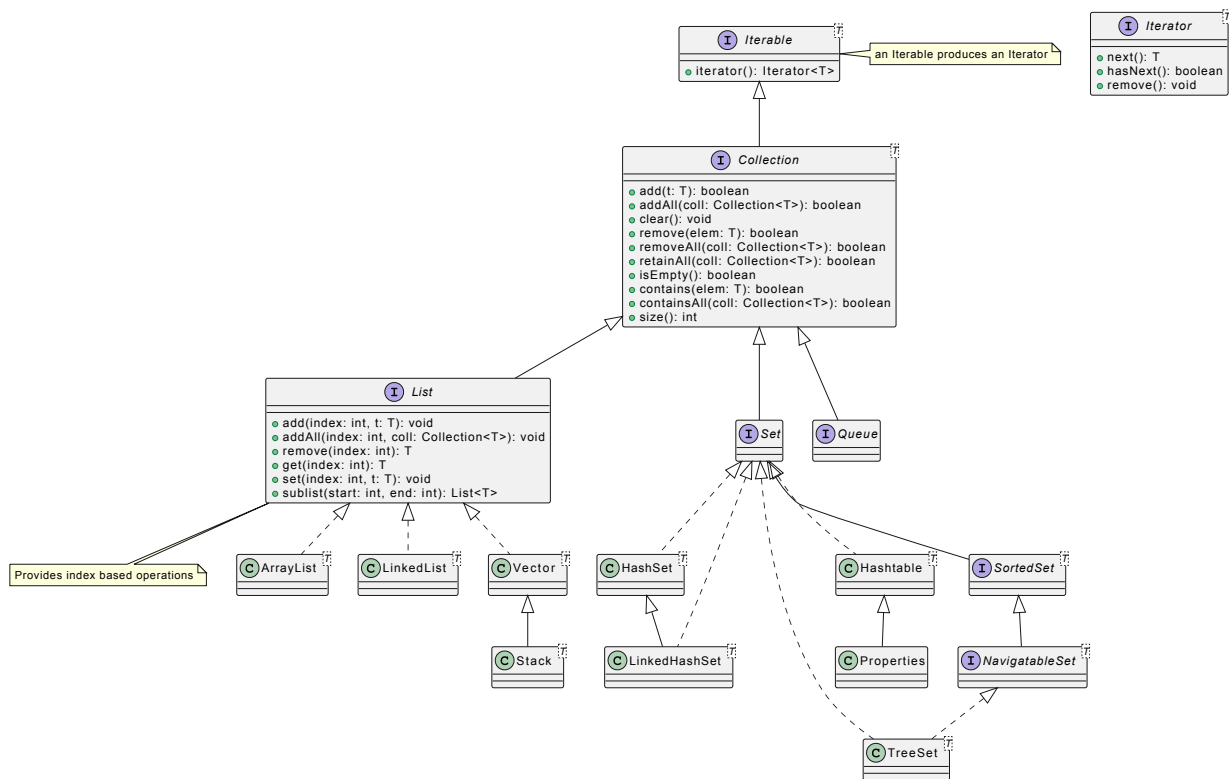 I Iterable T
iterator(): Iterator<T>
an Iterable produces an Iterator
I Iterator T
next(): T
hasNext(): boolean
remove(): void
I Collection T
add(t: T): boolean
addAll(coll: Collection<T>): boolean
clear(): void
remove(elem: T): boolean
removeAll(coll: Collection<T>): boolean
retainAll(coll: Collection<T>): boolean
isEmpty(): boolean
contains(elem: T): boolean
containsAll(coll: Collection<T>): boolean
size(): int
I List
add(index: int, t: T): void
addAll(index: int, coll: Collection<T>): void
remove(index: int): T
get(index: int): T
set(index: int, t: T): void
sublist(start: int, end: int): List<T>
I Set
I Queue
Provides index based operations
C ArrayList T
C LinkedList T
C Vector T
C HashSet T
C Hashtable T
I SortedSet T
C Stack T
C LinkedHashSet T
C Properties
I NavigatableSet T
C TreeSet T